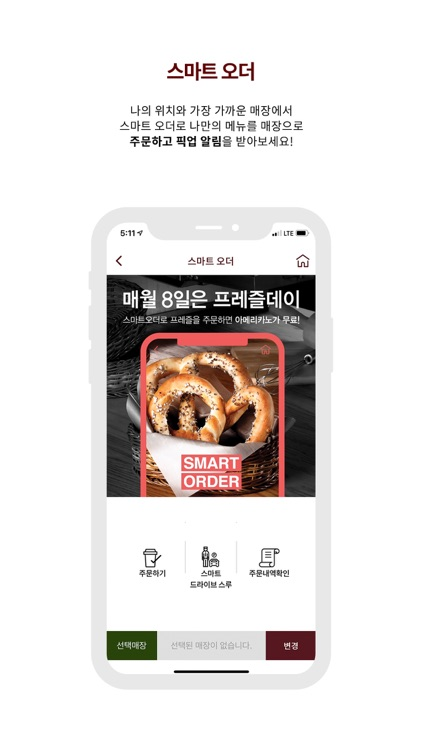 스마트 오더
나의 위치와 가장 가까운 매장에서
스마트 오더로 나만의 메뉴를 매장으로
주문하고 픽업 알림을 받아보세요!
5:11
LTE
스마트 오더
매월 8일은 프레즐데이
스마트오더로 프레즐을 주문하면 아메리카노가 무료!
SMART
ORDER
주문하기
스마트
드라이브 스루
주문내역확인
선택매장
선택된 매장이 없습니다.
변경